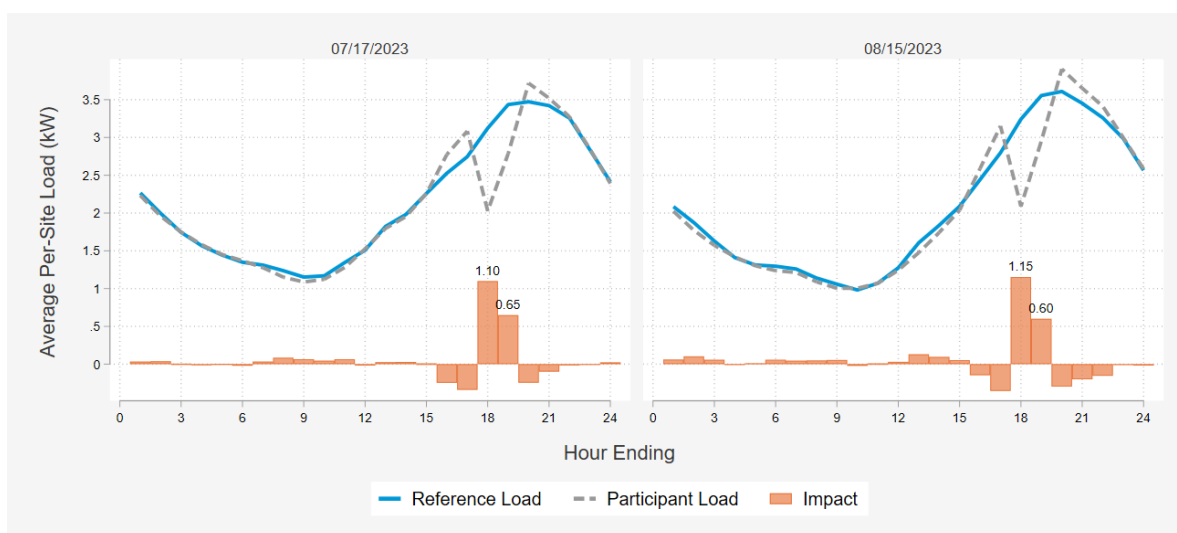 07/17/2023
08/15/2023
Average Per-Site Load (kW)
3.5
3
2.5
2
1.5
1
.5
0
1.10
0.65
1.15
0.60
0 3 6 9 12 15 18 21 24
0 3 6 9 12 15 18 21 24
Hour Ending
Reference Load Participant Load Impact